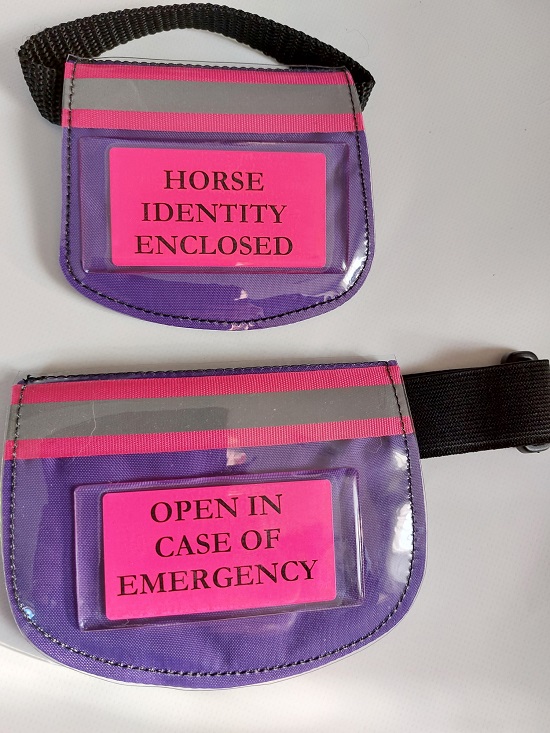 HORSE
IDENTITY
ENCLOSED
OPEN IN
CASE OF
EMERGENCY